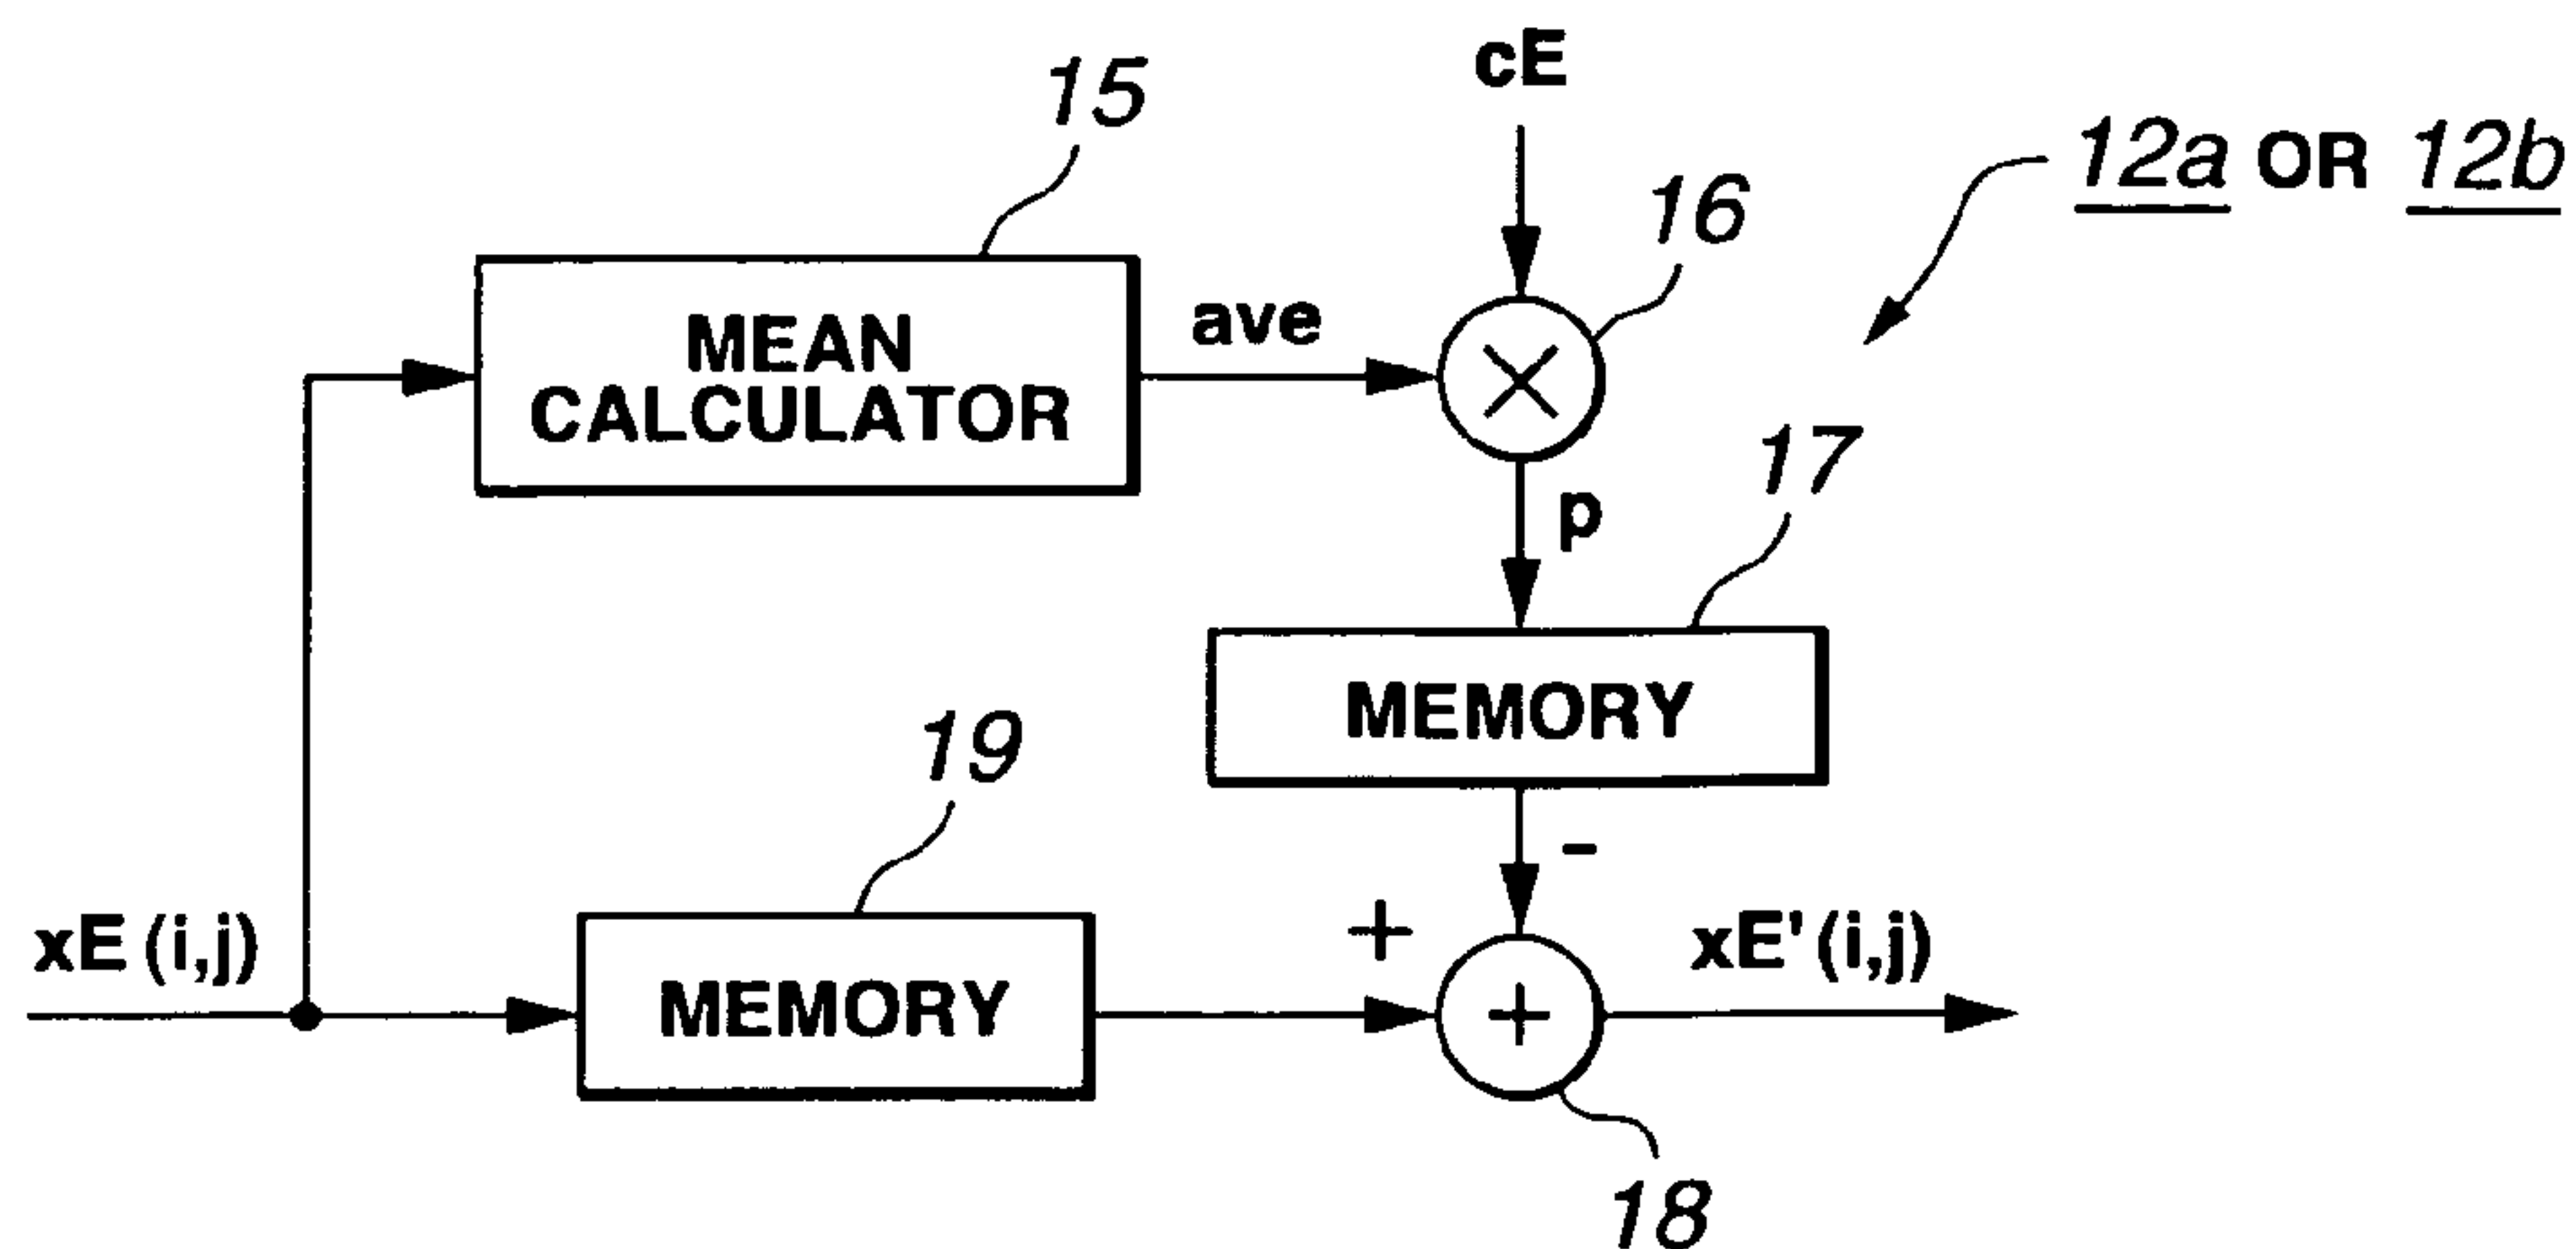 cE
15
12a OR 12b
16
MEAN
CALCULATOR
ave
×
17
p
MEMORY
19
-
xE (i,j)
MEMORY
+
+
xE' (i,j)
18